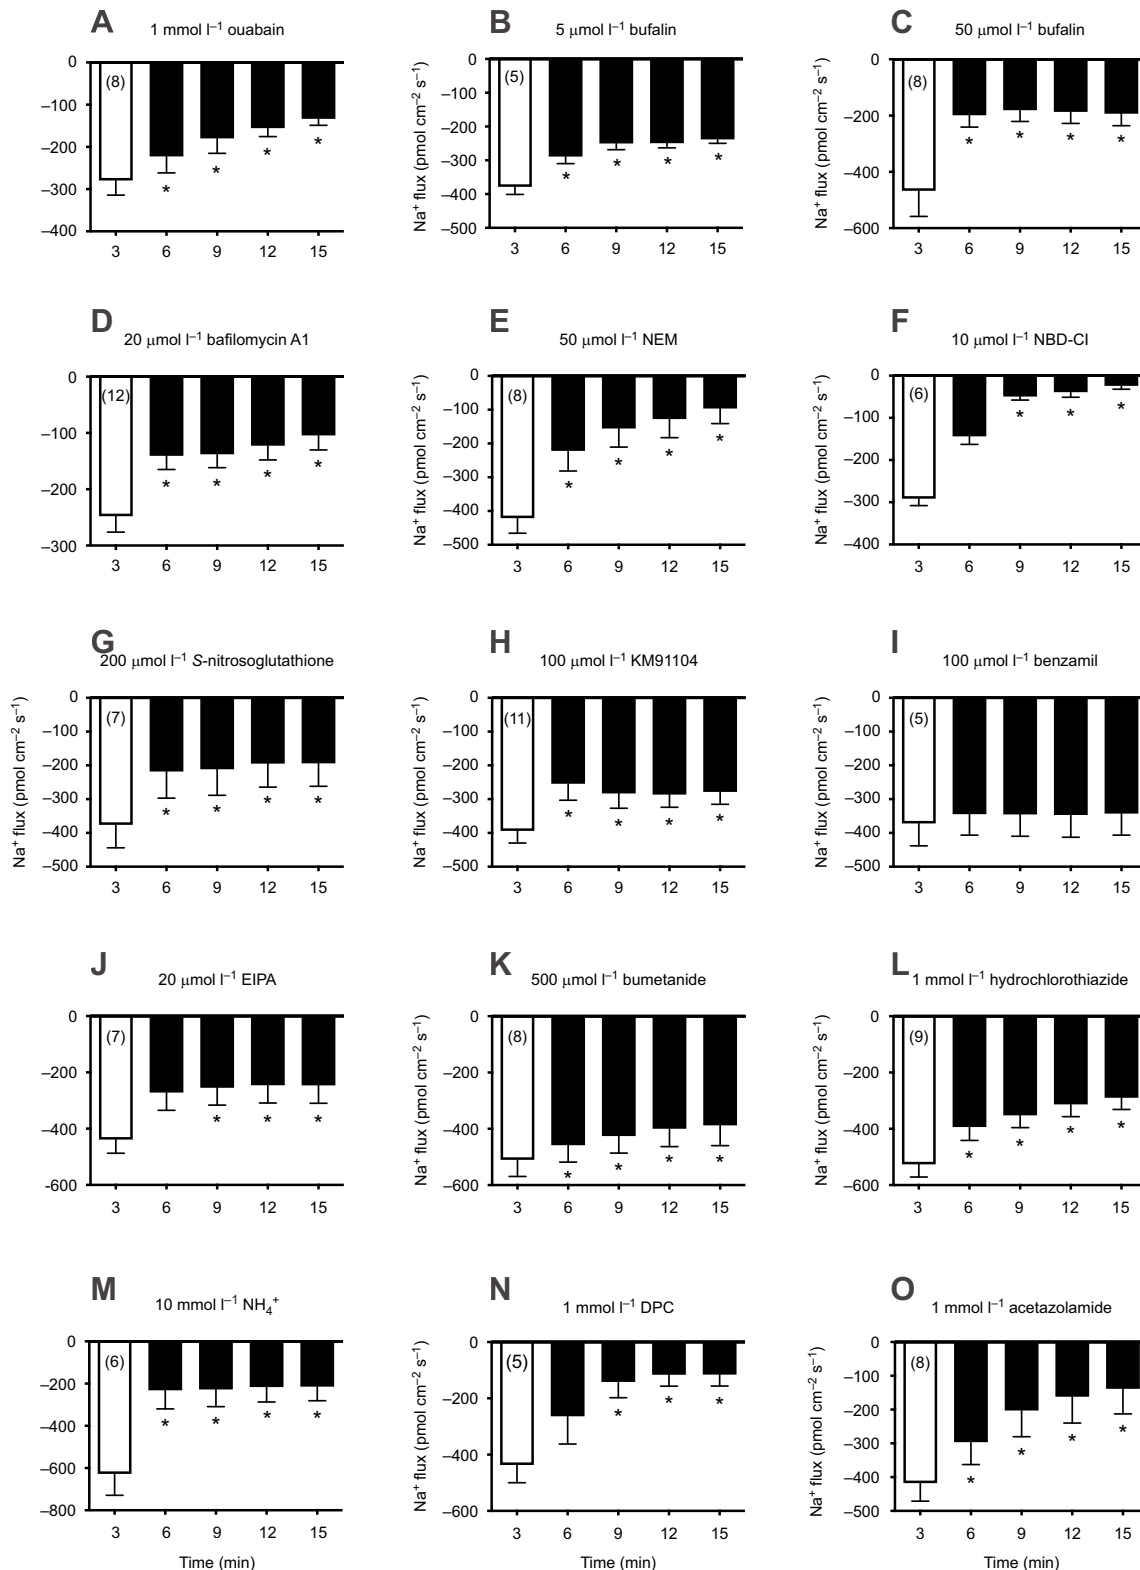 A
1 mmol l⁻¹ ouabain
0
–100
–200
–300
–400
(8)
*
*
*
*
3 6 9 12 15
B
5 μmol l⁻¹ bufalin
Na⁺ flux (pmol cm⁻² s⁻¹)
0
–100
–200
–300
–400
–500
(5)
*
*
*
*
3 6 9 12 15
C
50 μmol l⁻¹ bufalin
Na⁺ flux (pmol cm⁻² s⁻¹)
0
–200
–400
–600
(8)
*
*
*
*
3 6 9 12 15
D
20 μmol l⁻¹ bafilomycin A1
0
–100
–200
–300
(12)
*
*
*
*
3 6 9 12 15
E
50 μmol l⁻¹ NEM
Na⁺ flux (pmol cm⁻² s⁻¹)
0
–100
–200
–300
–400
–500
(8)
*
*
*
*
3 6 9 12 15
F
10 μmol l⁻¹ NBD-Cl
Na⁺ flux (pmol cm⁻² s⁻¹)
0
–100
–200
–300
–400
(6)
*
*
*
3 6 9 12 15
G
200 μmol l⁻¹ S-nitrosoglutathione
Na⁺ flux (pmol cm⁻² s⁻¹)
0
–100
–200
–300
–400
–500
(7)
*
*
*
*
3 6 9 12 15
H
100 μmol l⁻¹ KM91104
Na⁺ flux (pmol cm⁻² s⁻¹)
0
–100
–200
–300
–400
–500
(11)
*
*
*
*
3 6 9 12 15
I
100 μmol l⁻¹ benzamil
Na⁺ flux (pmol cm⁻² s⁻¹)
0
–100
–200
–300
–400
–500
(5)
3 6 9 12 15
J
20 μmol l⁻¹ EIPA
0
–200
–400
–600
(7)
*
*
*
3 6 9 12 15
K
500 μmol l⁻¹ bumetanide
Na⁺ flux (pmol cm⁻² s⁻¹)
0
–200
–400
–600
(8)
*
*
*
*
3 6 9 12 15
L
1 mmol l⁻¹ hydrochlorothiazide
Na⁺ flux (pmol cm⁻² s⁻¹)
0
–200
–400
–600
(9)
*
*
*
*
3 6 9 12 15
M
10 mmol l⁻¹ NH₄⁺
0
–200
–400
–600
–800
(6)
*
*
*
*
3 6 9 12 15
Time (min)
N
1 mmol l⁻¹ DPC
Na⁺ flux (pmol cm⁻² s⁻¹)
0
–200
–400
–600
(5)
*
*
*
3 6 9 12 15
Time (min)
O
1 mmol l⁻¹ acetazolamide
Na⁺ flux (pmol cm⁻² s⁻¹)
0
–100
–200
–300
–400
–500
(8)
*
*
*
*
3 6 9 12 15
Time (min)